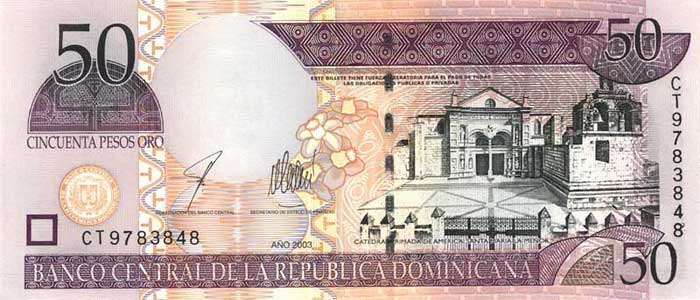 50
50
ESTE BILLETE TIENE FUERZA LIBERATORIA PARA EL PAGO DE TODAS
LAS OBLIGACIONES PUBLICAS O PRIVADAS
CINCUENTA PESOS ORO
CT9783848
GOBERNADOR DEL BANCO CENTRAL
SECRETARIO DE ESTADO DE FINANZAS
CT9783848
AÑO 2003
CATEDRAL PRIMADA DE AMERICA, SANTA MARIA LA MENOR
BANCO CENTRAL DE LA REPUBLICA DOMINICANA
50